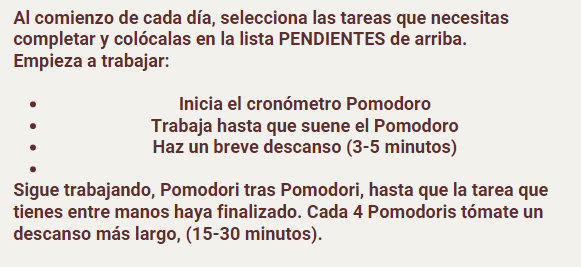 Al comienzo de cada día, selecciona las tareas que necesitas
completar y colócalas en la lista PENDIENTES de arriba.
Empieza a trabajar:
• Inicia el cronómetro Pomodoro
• Trabaja hasta que suene el Pomodoro
• Haz un breve descanso (3-5 minutos)
•
Sigue trabajando, Pomodori tras Pomodori, hasta que la tarea que
tienes entre manos haya finalizado. Cada 4 Pomodoris tómate un
descanso más largo, (15-30 minutos).